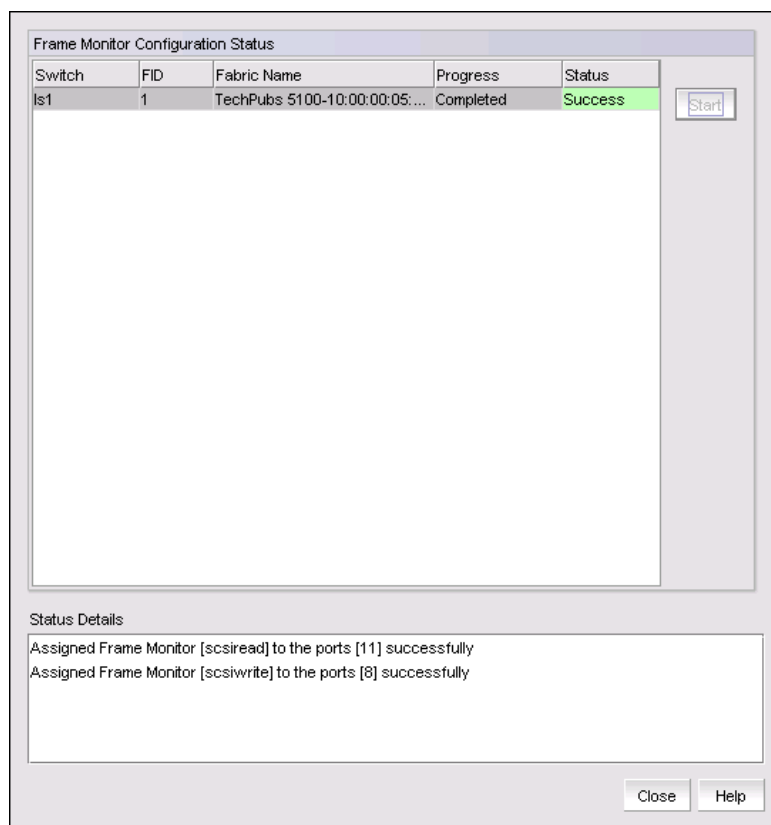 Frame Monitor Configuration Status
Switch FID Fabric Name Progress Status
ls1 1 TechPubs 5100-10:00:00:05:... Completed Success
Start
Status Details
Assigned Frame Monitor [scsiread] to the ports [11] successfully
Assigned Frame Monitor [scsiwrite] to the ports [8] successfully
Close Help